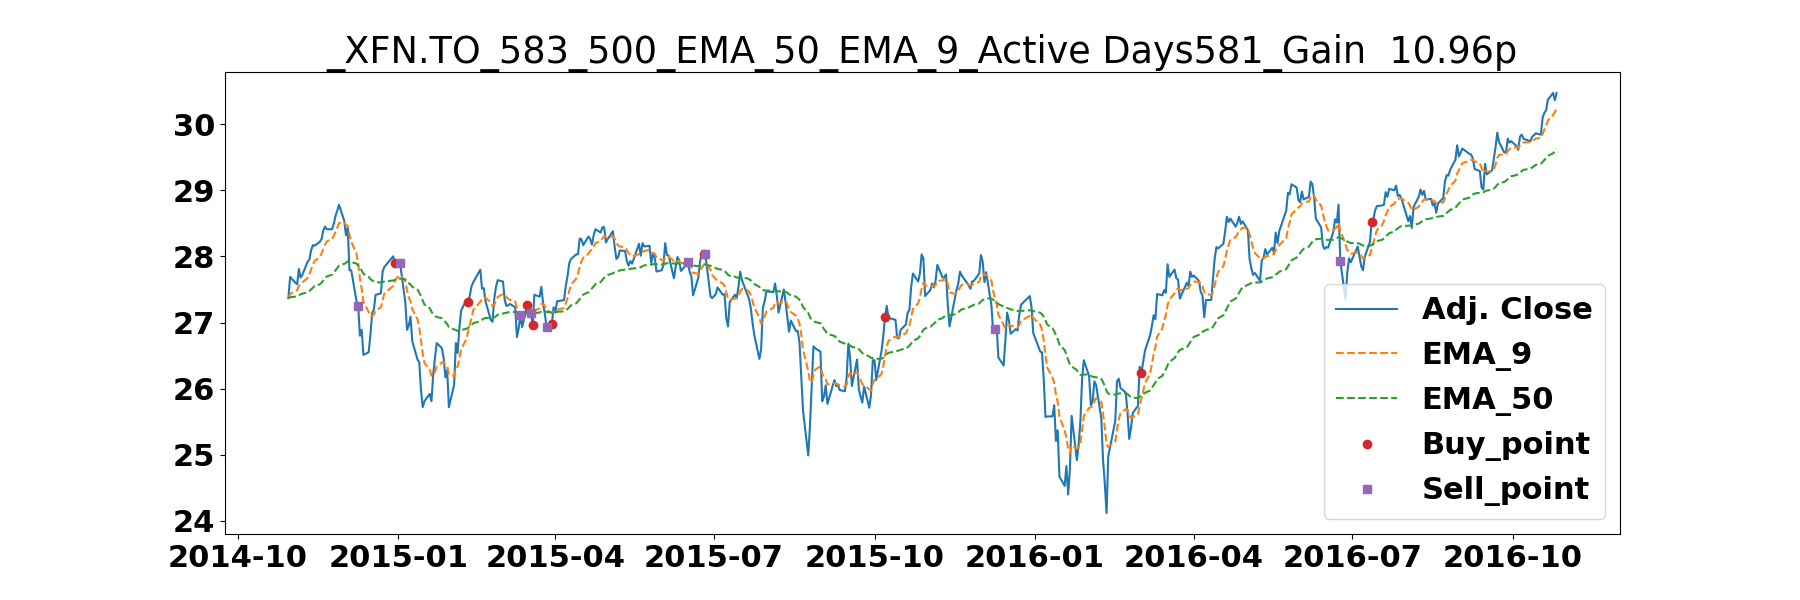 _XFN.TO_583_500_EMA_50_EMA_9_Active Days581_Gain  10.96p
30
29
28
27
26
25
24
2014-10 2015-01 2015-04 2015-07 2015-10 2016-01 2016-04 2016-07 2016-10
Adj. Close
EMA_9
EMA_50
Buy_point
Sell_point